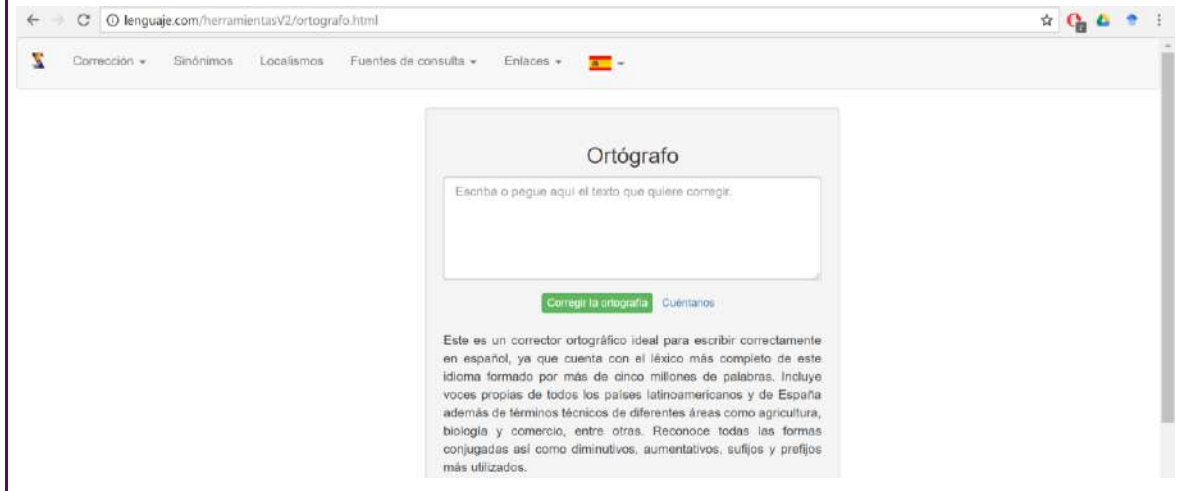 lenguaje.com/herramientasV2/ortografo.html
2
Corrección Sinónimos Localismos Fuentes de consulta Enlaces
Ortógrafo
Escriba o pegue aquí el texto que quiere corregir.
Corregir la ortografía Cuéntanos
Este es un corrector ortográfico ideal para escribir correctamente
en español, ya que cuenta con el léxico más completo de este
idioma formado por más de cinco millones de palabras. Incluye
voces propias de todos los países latinoamericanos y de España
además de términos técnicos de diferentes áreas como agricultura,
biología y comercio, entre otras. Reconoce todas las formas
conjugadas así como diminutivos, aumentativos, sufijos y prefijos
más utilizados.